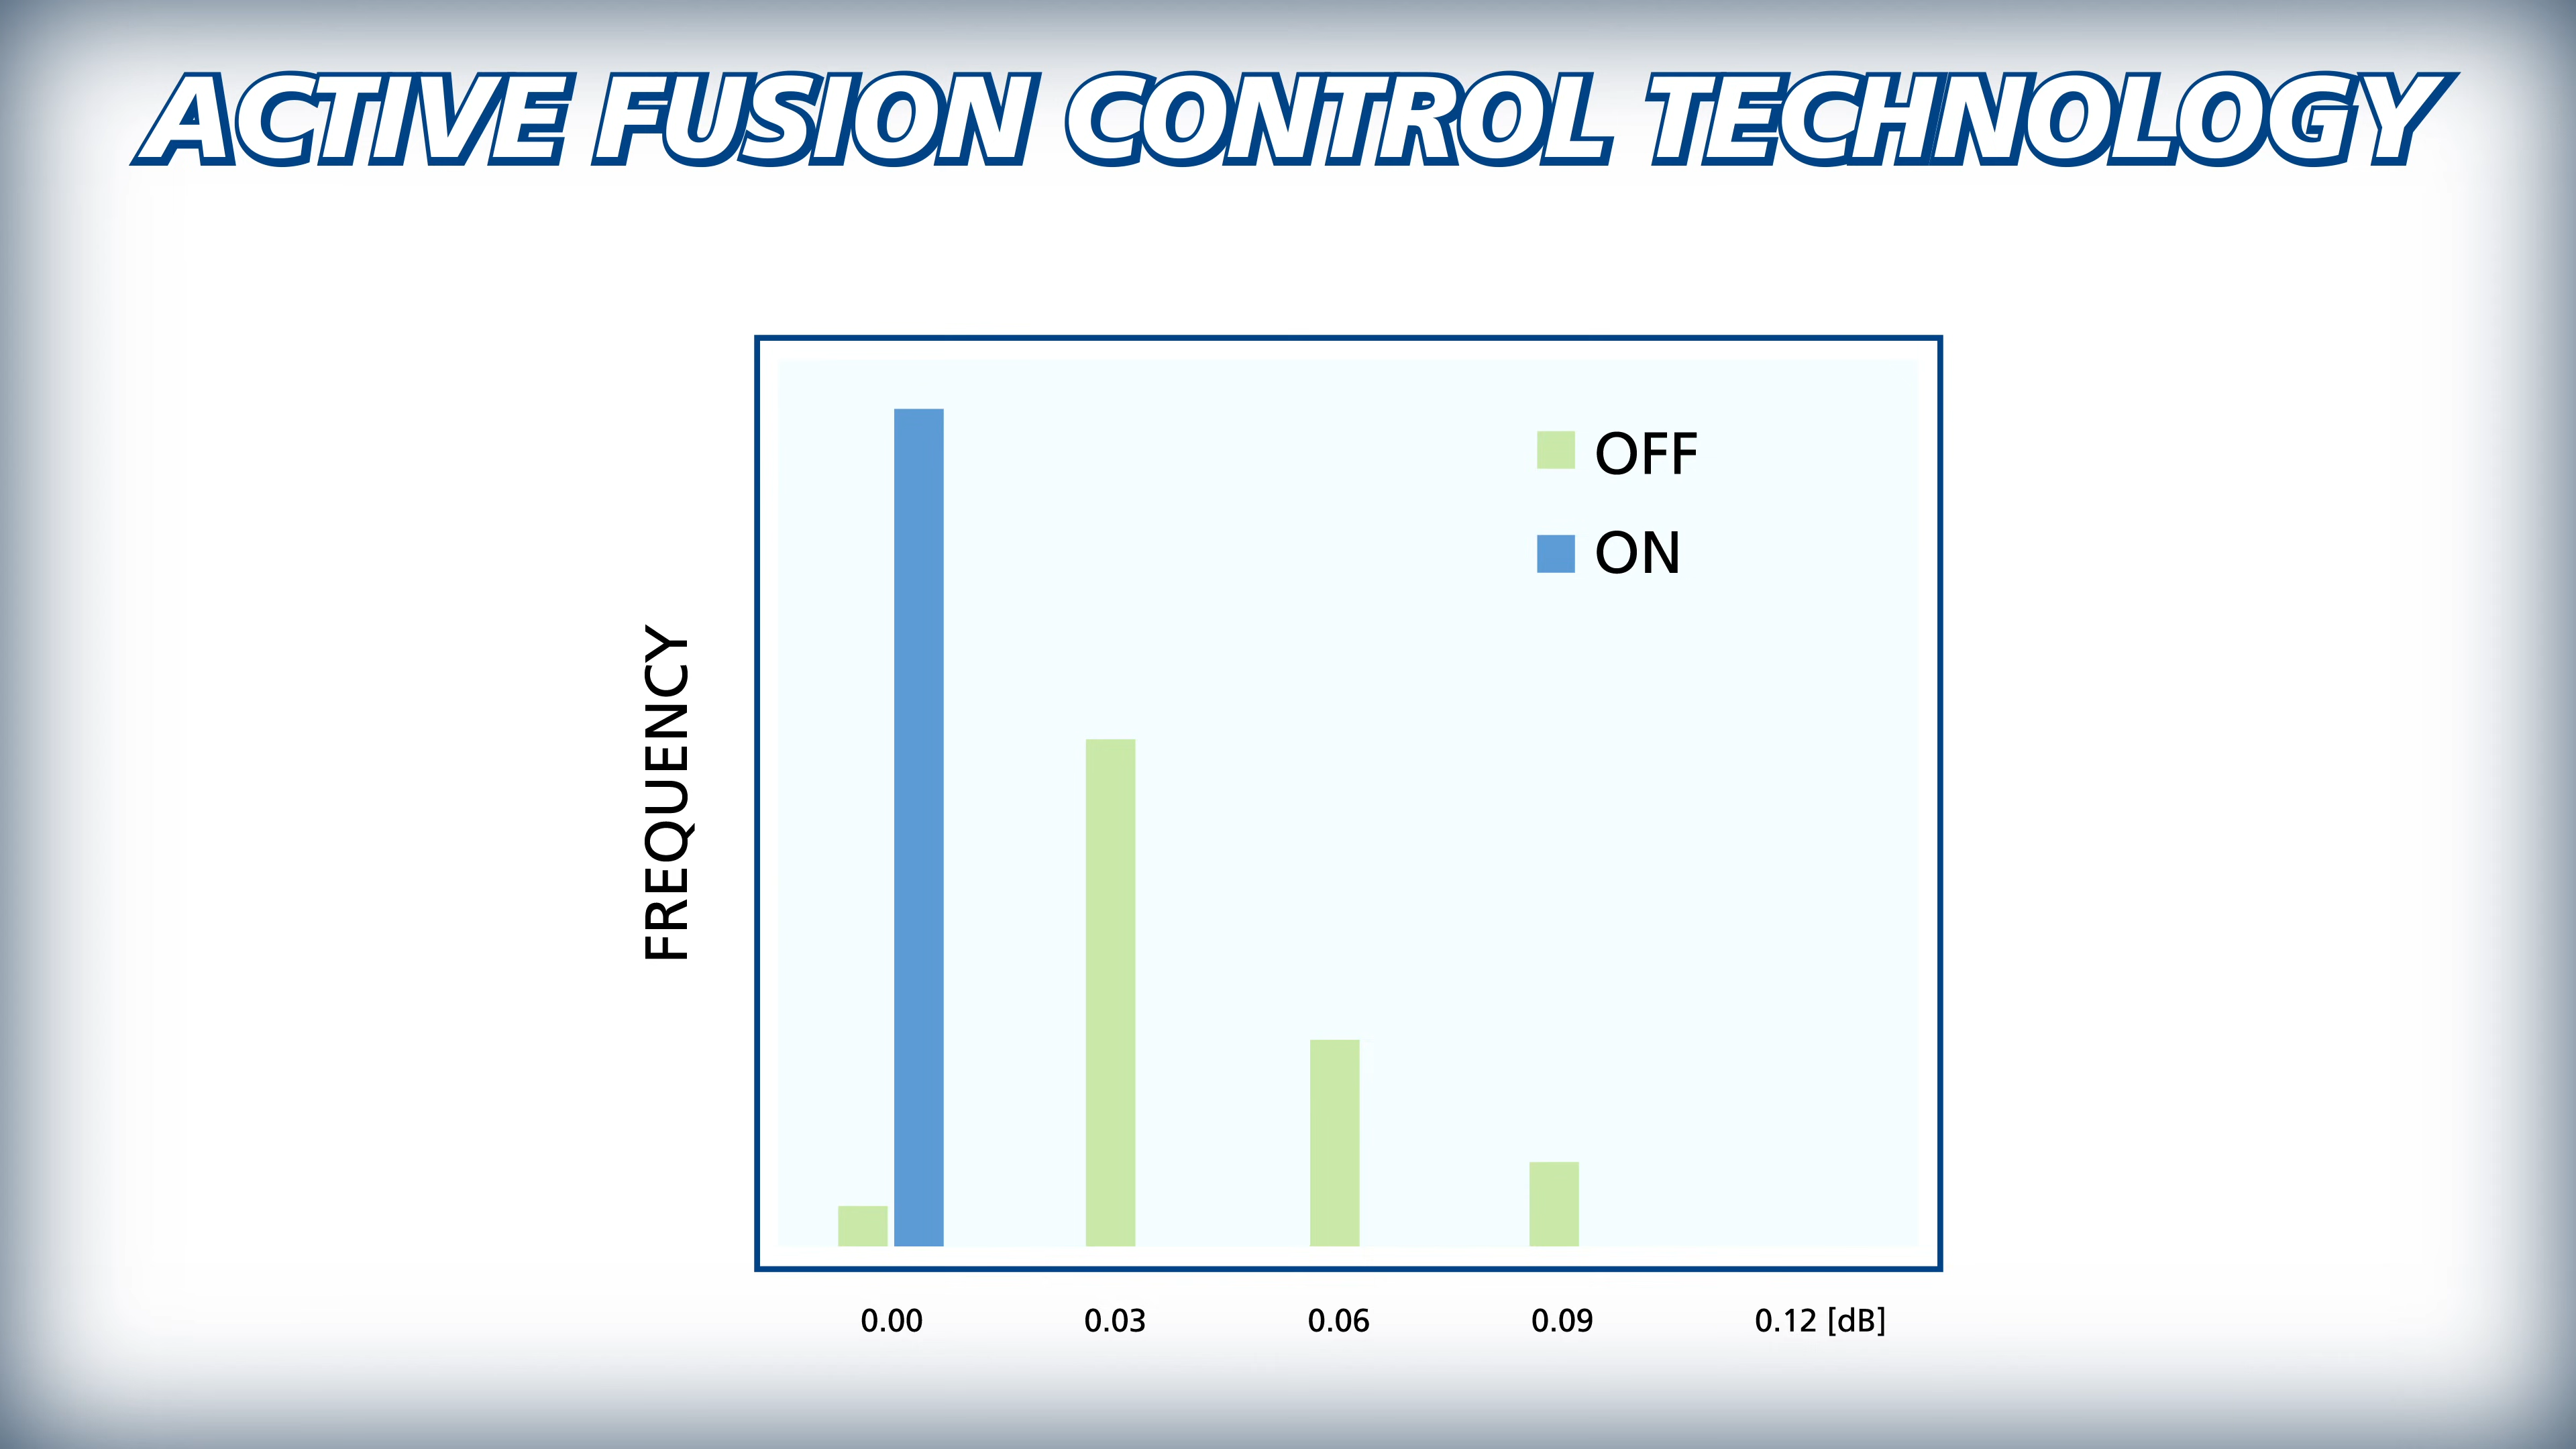 ACTIVE FUSION CONTROL TECHNOLOGY
OFF
ON
FREQUENCY
0.00 0.03 0.06 0.09 0.12 [dB]